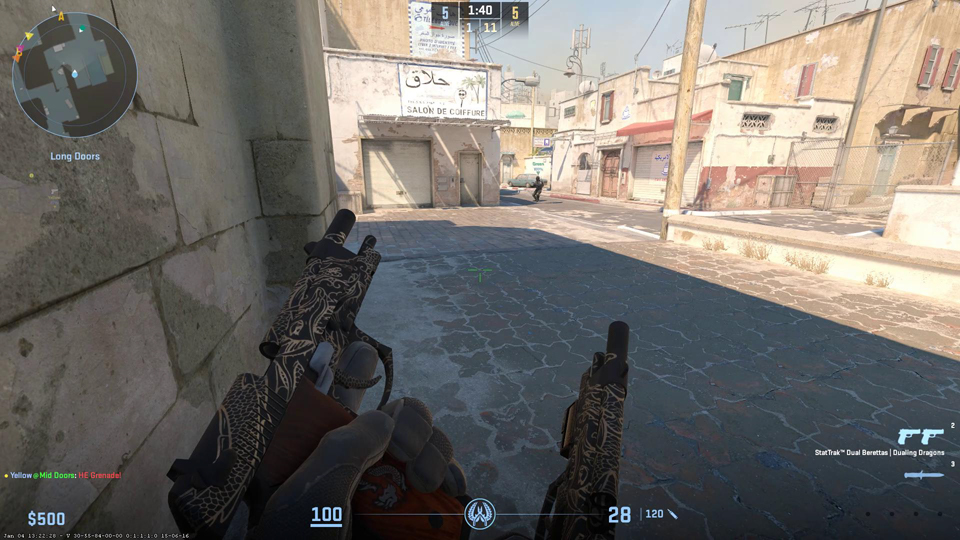 A
5
1:40
5
1
11
حلاق
SALON DE COIFFURE
Long Doors
2
StatTrak™ Dual Berettas | Dualing Dragons
3
Yellow @ Mid Doors: HE Grenade!
$500
100
28 | 120